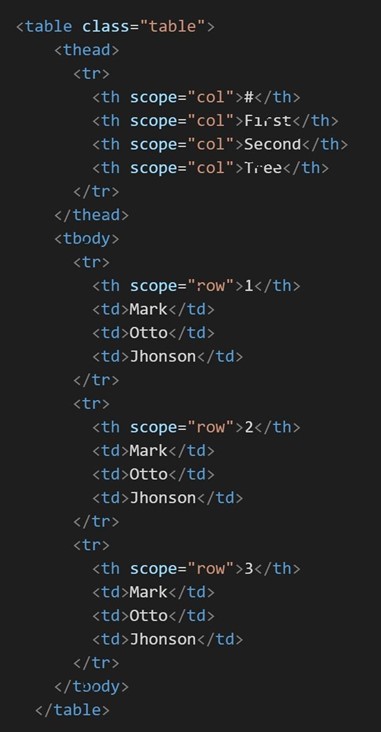 <table class="table">
<thead>
<tr>
<th scope="col">#</th>
<th scope="col">First</th>
<th scope="col">Second</th>
<th scope="col">Tree</th>
</tr>
</thead>
<tbody>
<tr>
<th scope="row">1</th>
<td>Mark</td>
<td>Otto</td>
<td>Jhonson</td>
</tr>
<tr>
<th scope="row">2</th>
<td>Mark</td>
<td>Otto</td>
<td>Jhonson</td>
</tr>
<tr>
<th scope="row">3</th>
<td>Mark</td>
<td>Otto</td>
<td>Jhonson</td>
</tr>
</tbody>
</table>